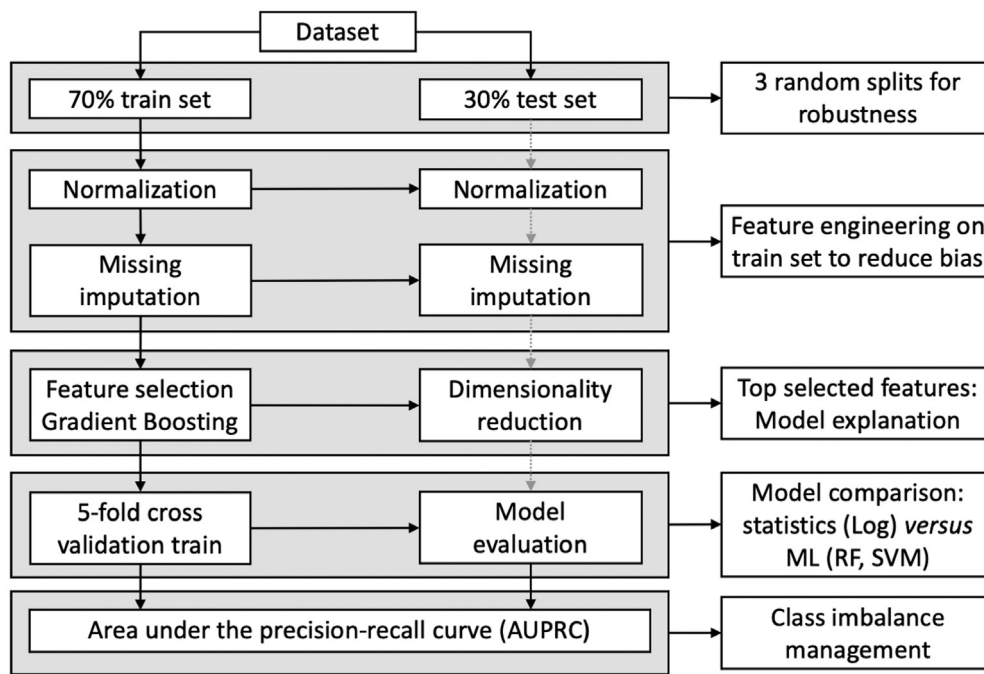 Dataset
70% train set
30% test set
3 random splits for
robustness
Normalization
Normalization
Feature engineering on
train set to reduce bias
Missing
imputation
Missing
imputation
Feature selection
Gradient Boosting
Dimensionality
reduction
Top selected features:
Model explanation
5-fold cross
validation train
Model
evaluation
Model comparison:
statistics (Log) versus
ML (RF, SVM)
Area under the precision-recall curve (AUPRC)
Class imbalance
management